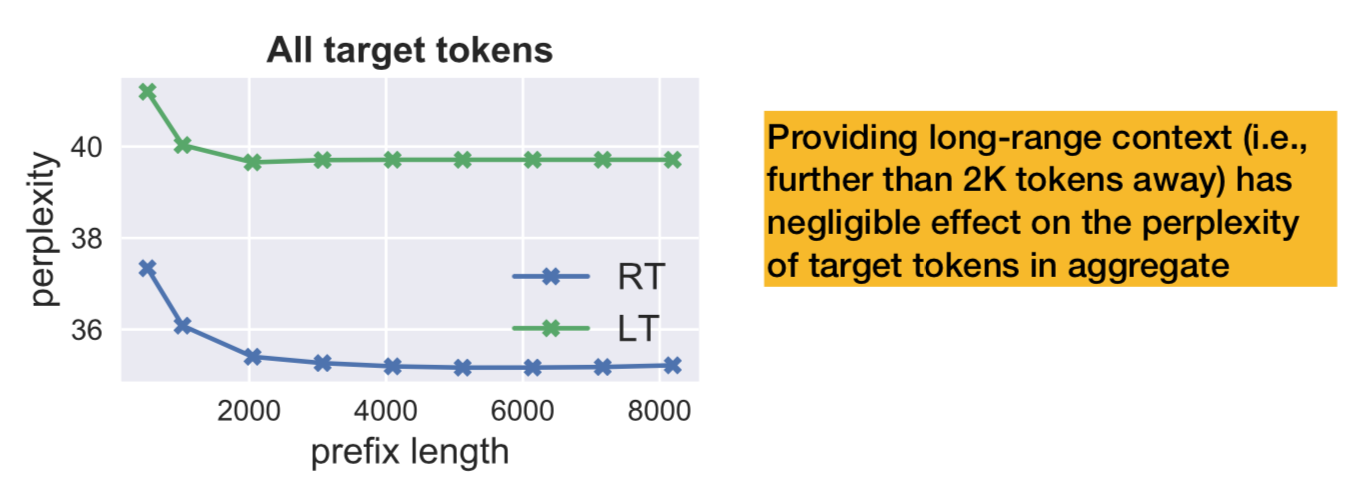 All target tokens
perplexity
40
38
36
RT
LT
2000 4000 6000 8000
prefix length
Providing long-range context (i.e.,
further than 2K tokens away) has
negligible effect on the perplexity
of target tokens in aggregate